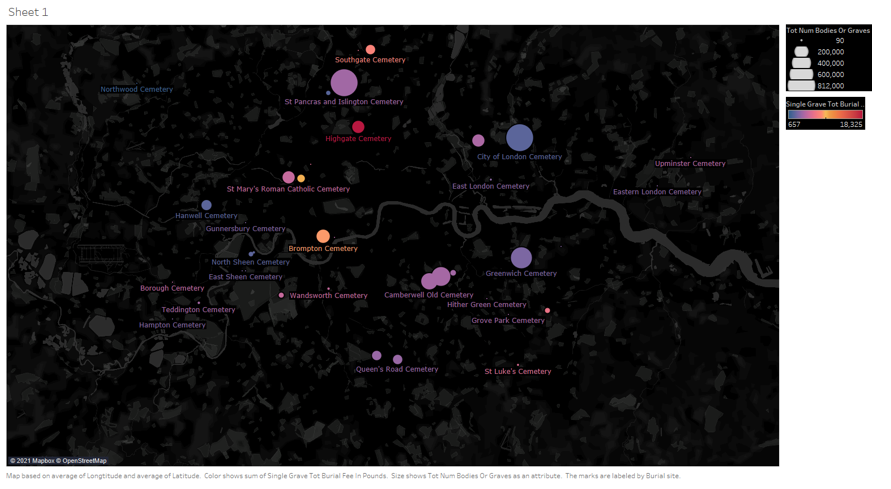 Sheet 1
Tot Num Bodies Or Graves
90
200,000
400,000
600,000
812,000
Single Grave Tot Burial ..
657
18,325
Southgate Cemetery
Northwood Cemetery
St Pancras and Islington Cemetery
Highgate Cemetery
City of London Cemetery
Upminster Cemetery
St Mary's Roman Catholic Cemetery
East London Cemetery
Eastern London Cemetery
Hanwell Cemetery
Gunnersbury Cemetery
Brompton Cemetery
North Sheen Cemetery
Greenwich Cemetery
East Sheen Cemetery
Borough Cemetery
Wandsworth Cemetery
Camberwell Old Cemetery
Hither Green Cemetery
Teddington Cemetery
Grove Park Cemetery
Hampton Cemetery
Queen's Road Cemetery
St Luke's Cemetery
© 2021 Mapbox © OpenStreetMap
Map based on average of Longtitude and average of Latitude. Color shows sum of Single Grave Tot Burial Fee in Pounds. Size shows Tot Num Bodies Or Graves as an attribute. The marks are labeled by Burial site.